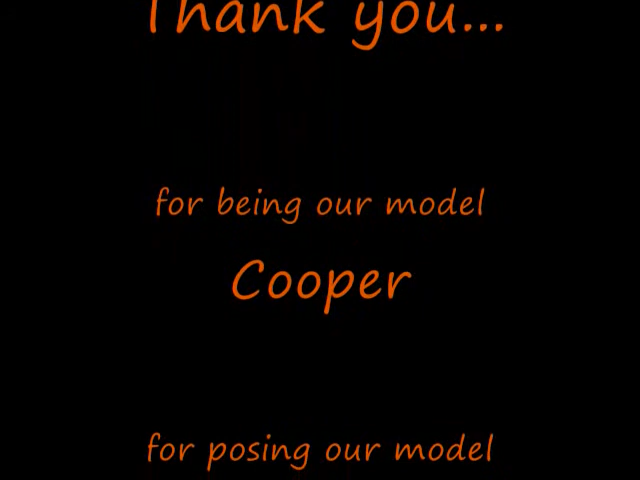 Thank you...
for being our model
Cooper
for posing our model